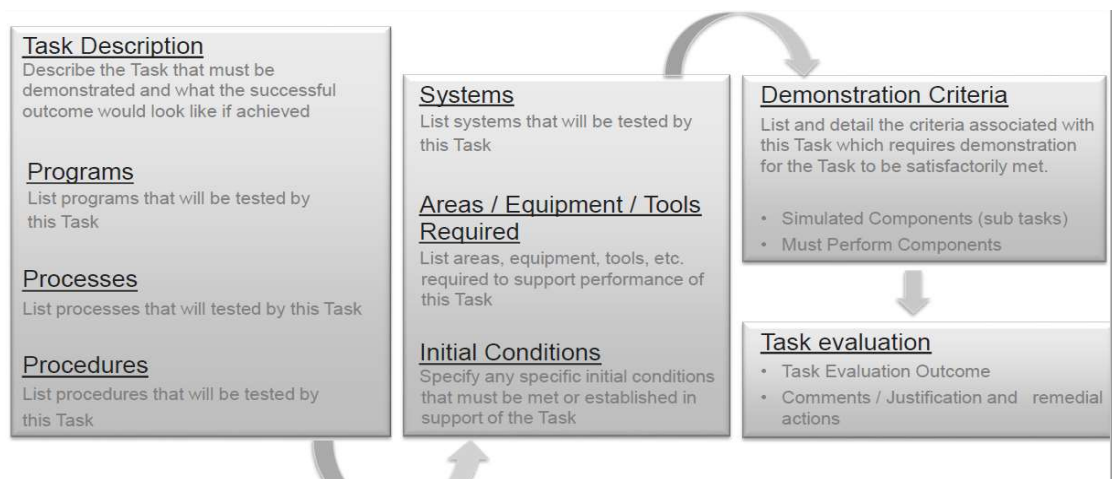 Task Description
Describe the Task that must be
demonstrated and what the successful
outcome would look like if achieved
Programs
List programs that will be tested by
this Task
Processes
List processes that will tested by this Task
Procedures
List procedures that will be tested by
this Task
Systems
List systems that will be tested by
this Task
Areas / Equipment / Tools
Required
List areas, equipment, tools, etc.
required to support performance of
this Task
Initial Conditions
Specify any specific initial conditions
that must be met or established in
support of the Task
Demonstration Criteria
List and detail the criteria associated with
this Task which requires demonstration
for the Task to be satisfactorily met.
• Simulated Components (sub tasks)
• Must Perform Components
Task evaluation
• Task Evaluation Outcome
• Comments / Justification and remedial
actions